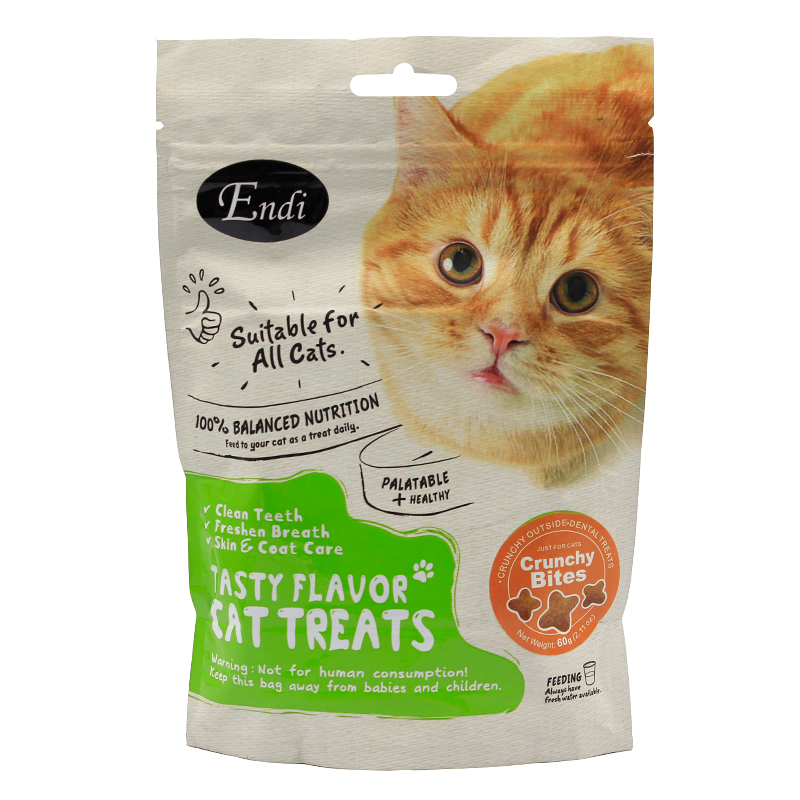 Endi
Suitable for
All Cats.
100% BALANCED NUTRITION
Feed to your cat as a treat daily.
PALATABLE
+ HEALTHY
✓ Clean Teeth
✓ Freshen Breath
✓ Skin & Coat Care
TASTY FLAVOR
CAT TREATS
Warning: Not for human consumption!
Keep this bag away from babies and children.
•CRUNCHY OUTSIDE•DENTAL TREATS
JUST FOR CATS
Crunchy
Bites
Net Weight: 60g (2.11 oz)
FEEDING
Always have
fresh water available.